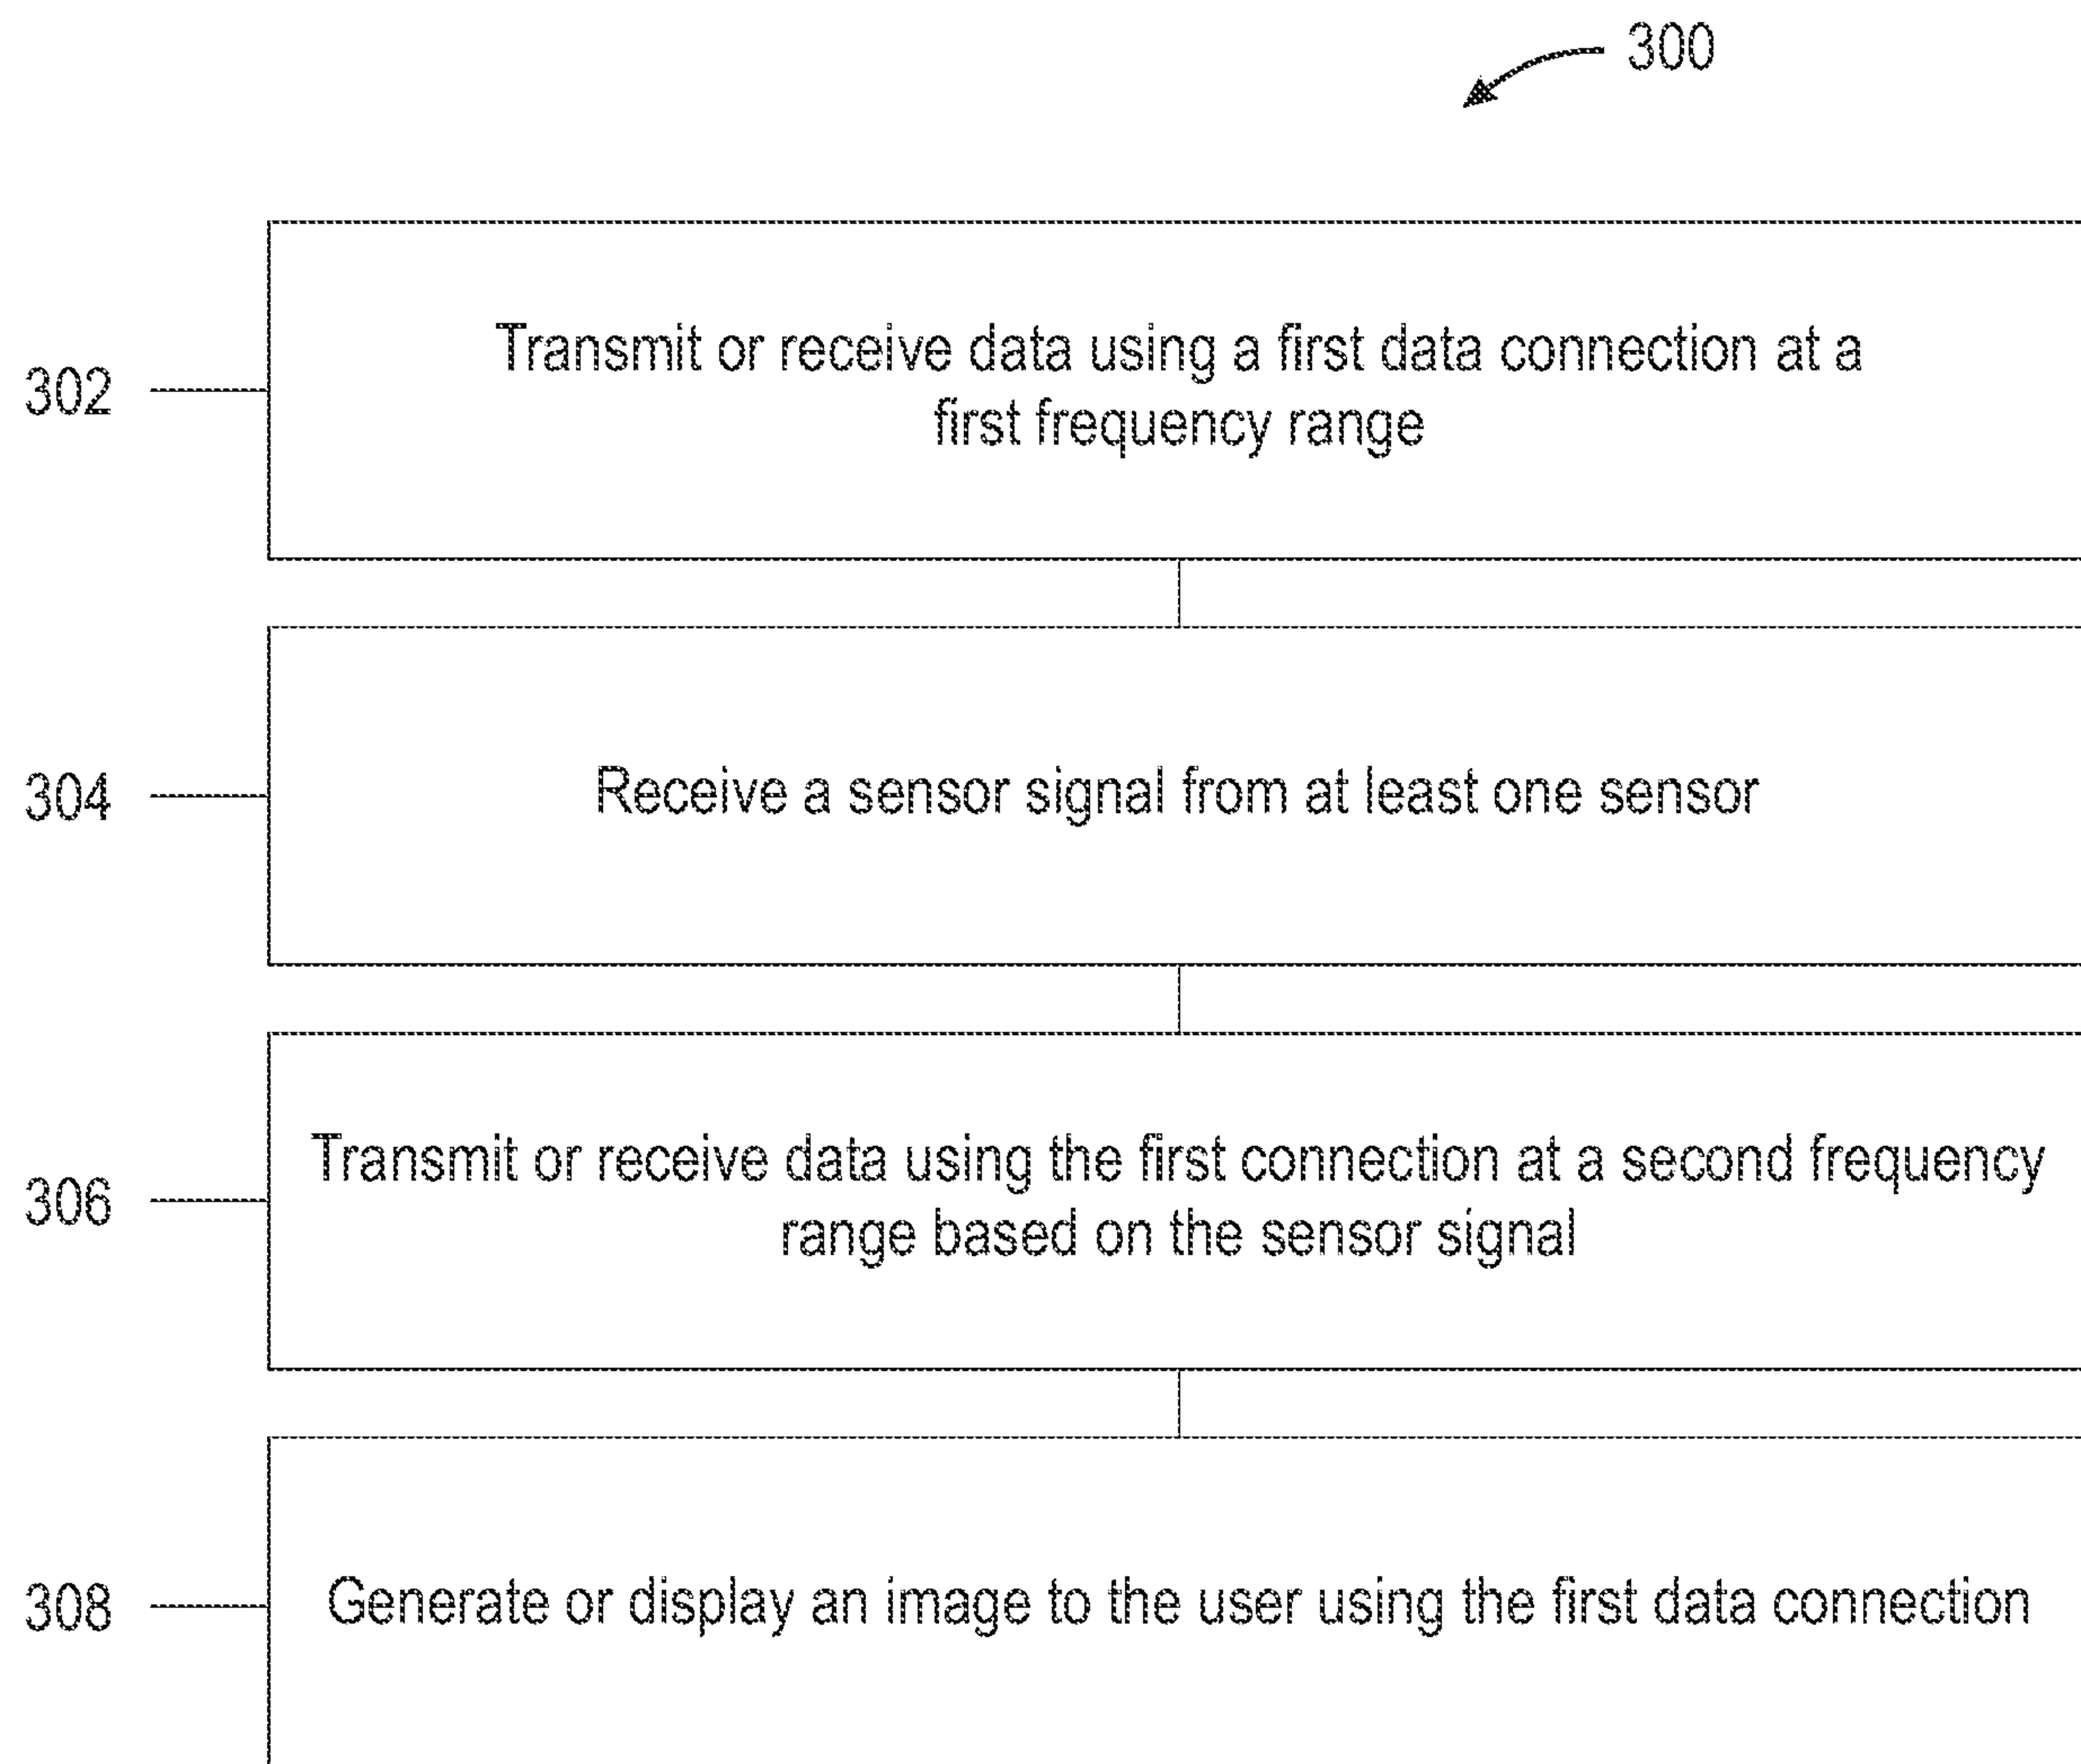 300
302
Transmit or receive data using a first data connection at a
first frequency range
304
Receive a sensor signal from at least one sensor
306
Transmit or receive data using the first connection at a second frequency
range based on the sensor signal
308
Generate or display an image to the user using the first data connection